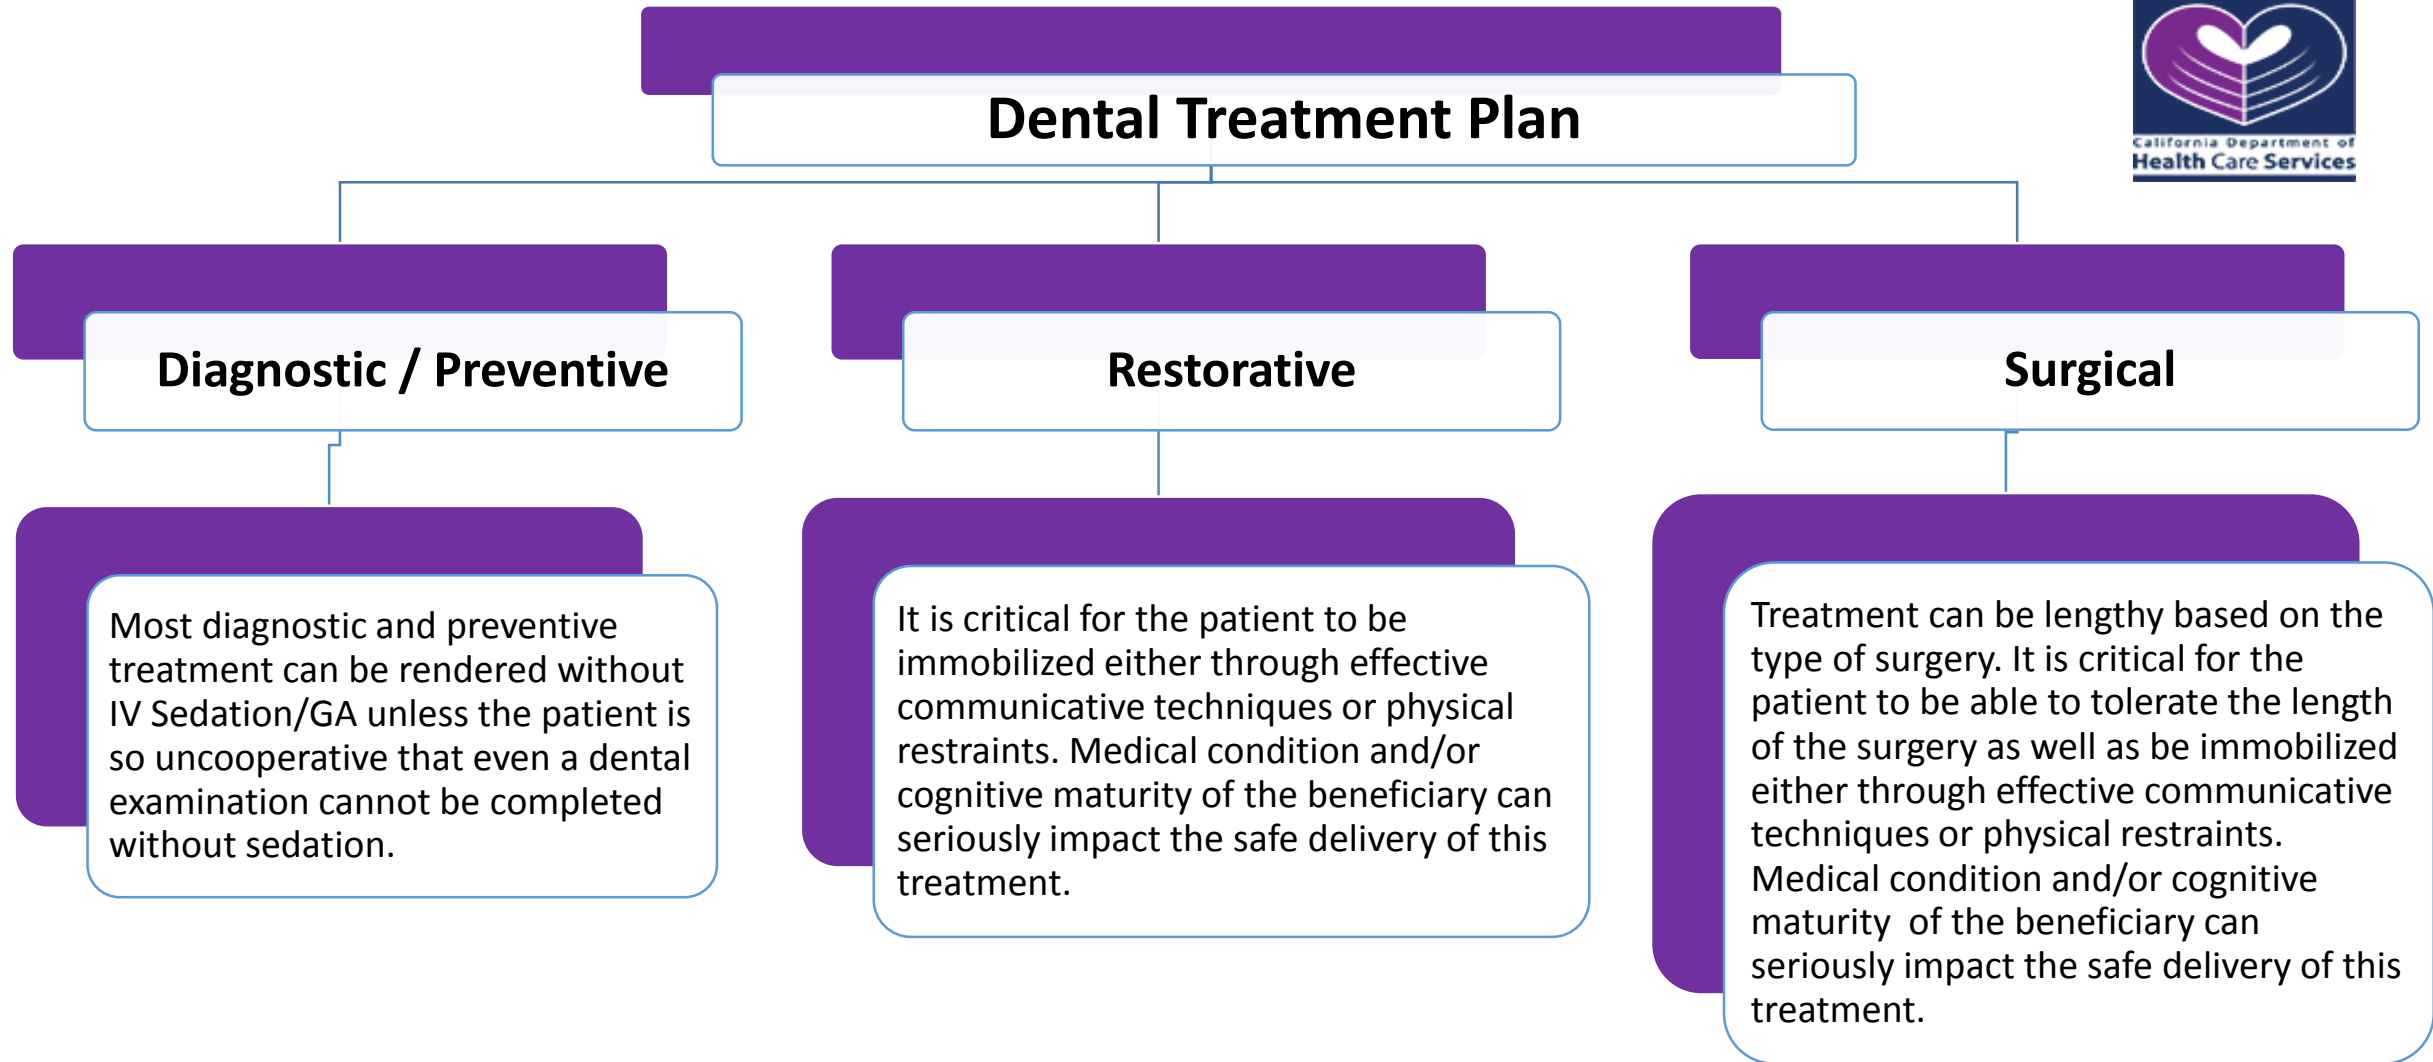 Dental Treatment Plan
California Department of
Health Care Services
Diagnostic / Preventive
Restorative
Surgical
Most diagnostic and preventive
treatment can be rendered without
IV Sedation/GA unless the patient is
so uncooperative that even a dental
examination cannot be completed
without sedation.
It is critical for the patient to be
immobilized either through effective
communicative techniques or physical
restraints. Medical condition and/or
cognitive maturity of the beneficiary can
seriously impact the safe delivery of this
treatment.
Treatment can be lengthy based on the
type of surgery. It is critical for the
patient to be able to tolerate the length
of the surgery as well as be immobilized
either through effective communicative
techniques or physical restraints.
Medical condition and/or cognitive
maturity  of the beneficiary can
seriously impact the safe delivery of this
treatment.